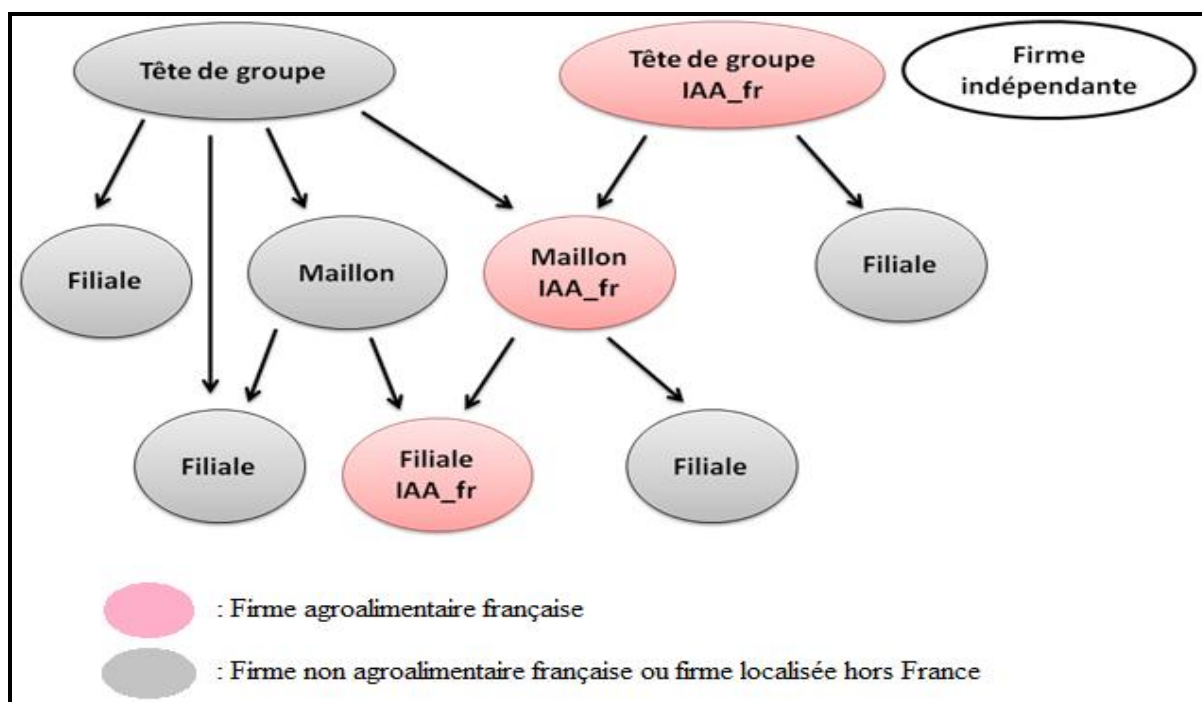 Tête de groupe
Tête de groupe
IAA_fr
Firme
indépendante
Filiale
Maillon
Maillon
IAA_fr
Filiale
Filiale
Filiale
IAA_fr
Filiale
: Firme agroalimentaire française
: Firme non agroalimentaire française ou firme localisée hors France